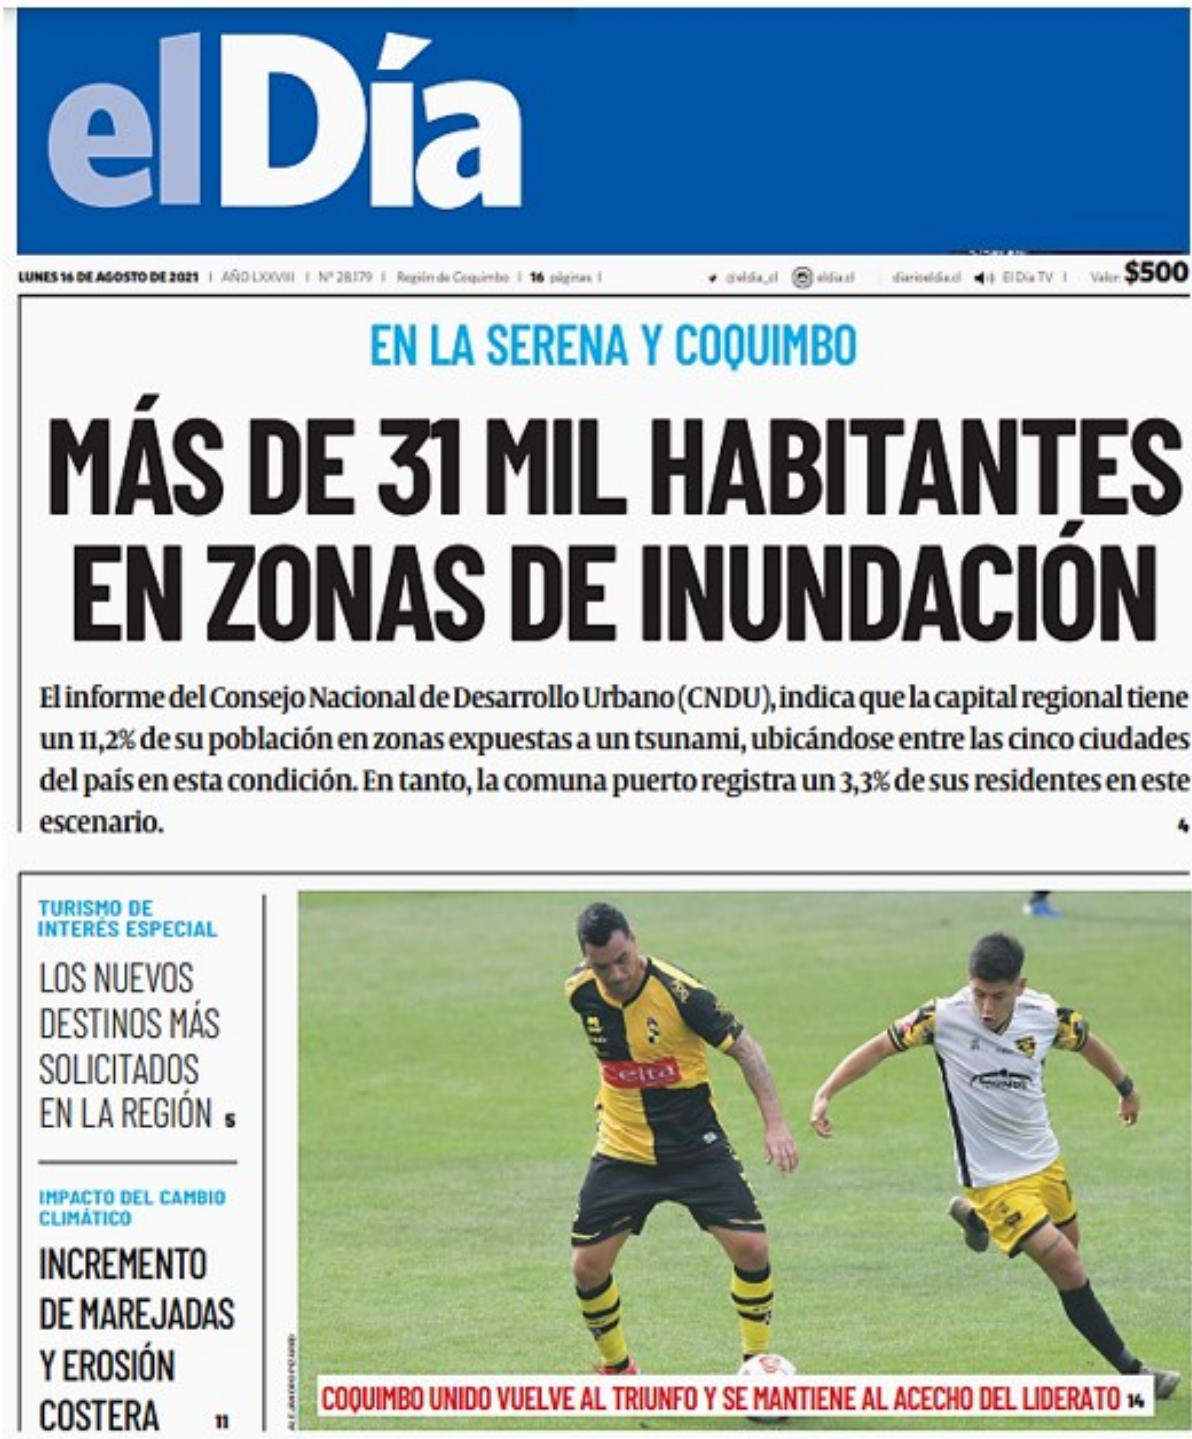 el Día
LUNES 16 DE AGOSTO DE 2021 | AÑO LXXVIII | Nº 28.179 | Región de Coquimbo | 16 páginas | @eldia_cl eldia.cl diarioeldia.cl El Día TV | Valor: $500
EN LA SERENA Y COQUIMBO
MÁS DE 31 MIL HABITANTES
EN ZONAS DE INUNDACIÓN
El informe del Consejo Nacional de Desarrollo Urbano (CNDU), indica que la capital regional tiene
un 11,2% de su población en zonas expuestas a un tsunami, ubicándose entre las cinco ciudades
del país en esta condición. En tanto, la comuna puerto registra un 3,3% de sus residentes en este
escenario. 4
TURISMO DE
INTERÉS ESPECIAL
LOS NUEVOS
DESTINOS MÁS
SOLICITADOS
EN LA REGIÓN 5
IMPACTO DEL CAMBIO
CLIMÁTICO
INCREMENTO
DE MAREJADAS
Y EROSIÓN
COSTERA 11
elta
COQUIMBO UNIDO VUELVE AL TRIUNFO Y SE MANTIENE AL ACECHO DEL LIDERATO 14